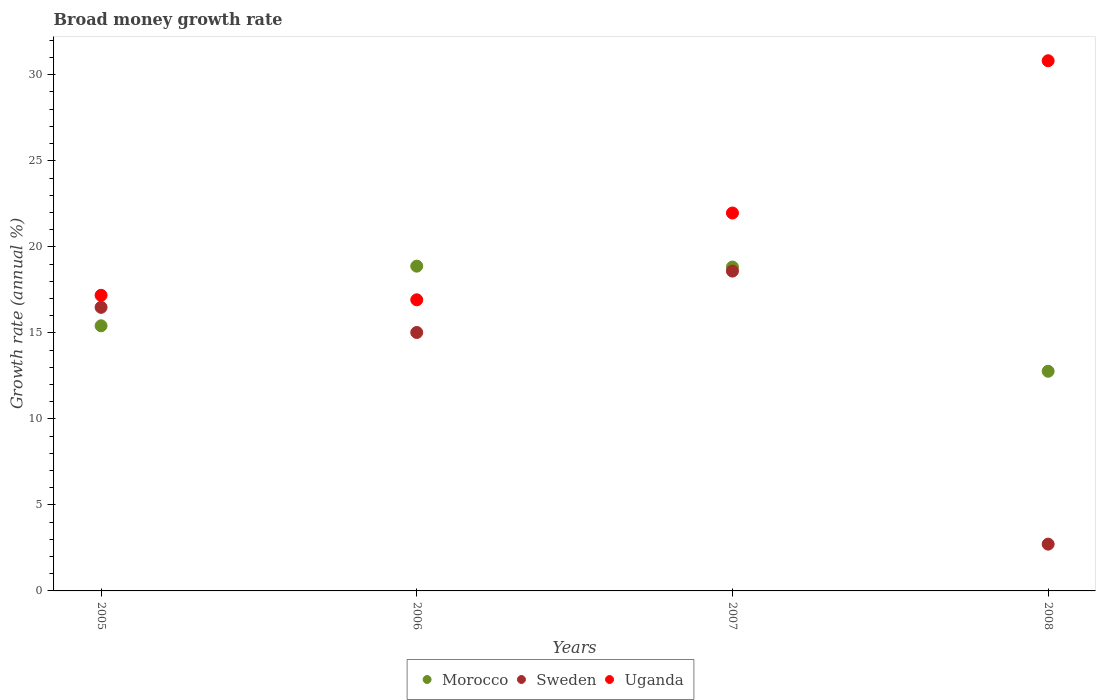 Broad money growth rate
Growth rate (annual %)
30
25
20
15
10
5
0
2005
2006
2007
2008
Years
Morocco
Sweden
Uganda